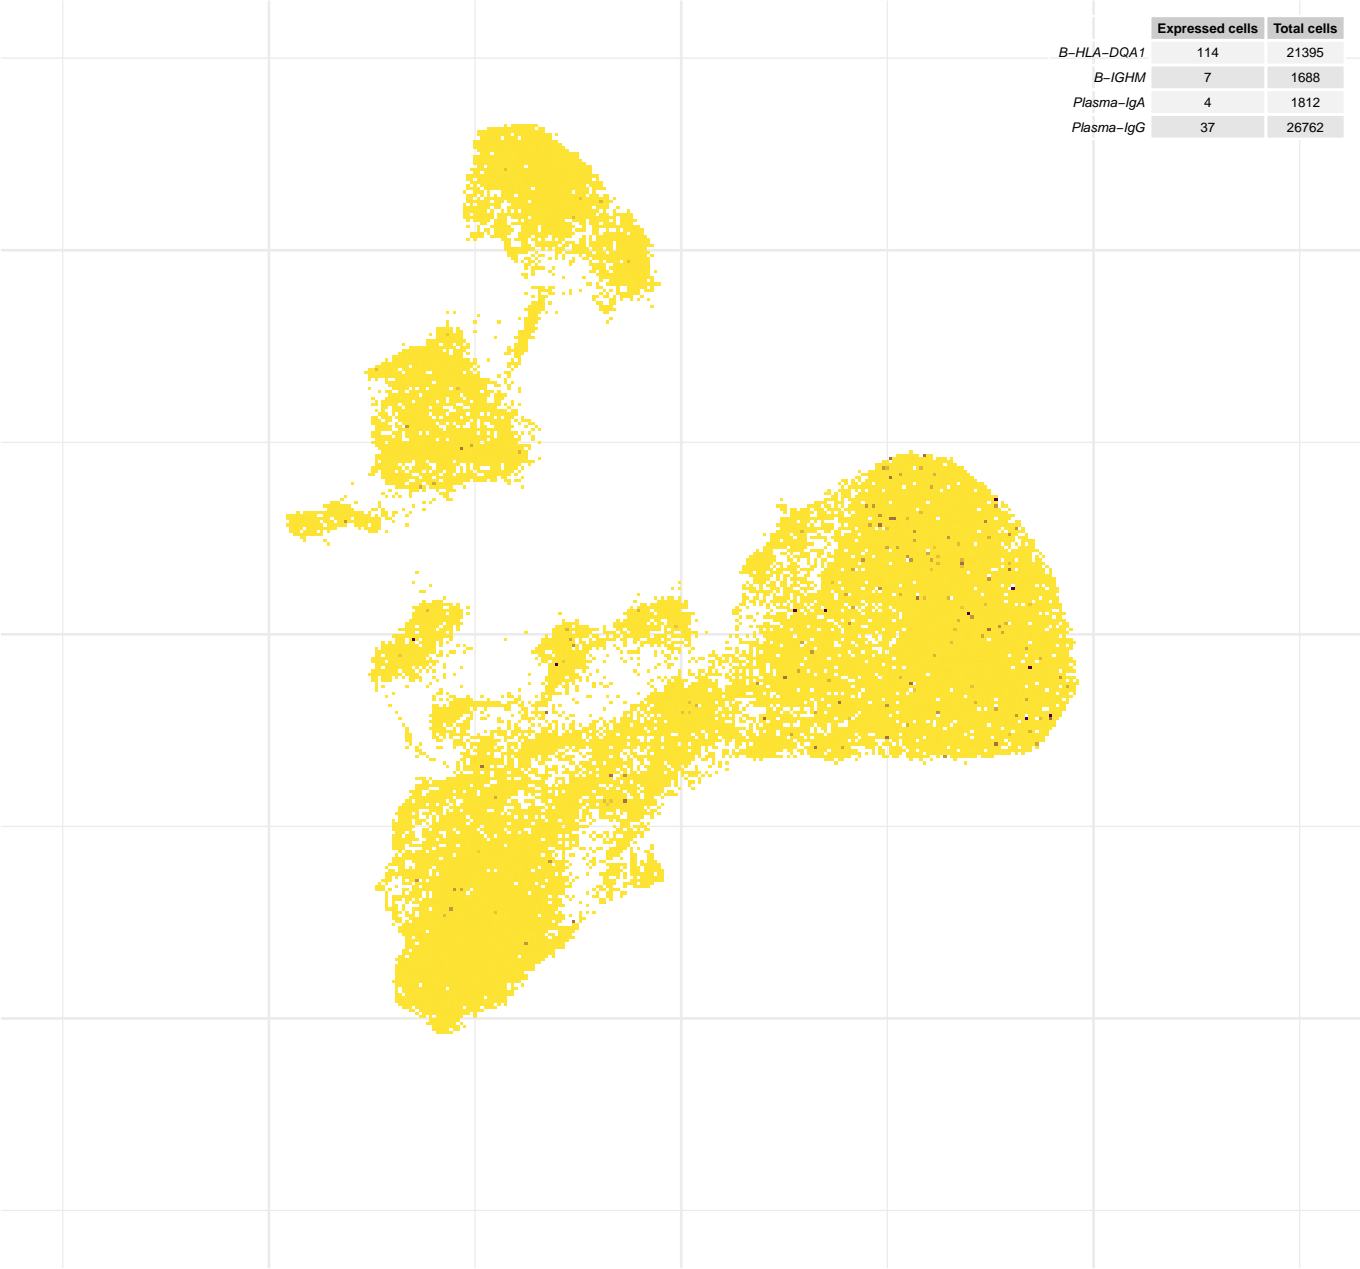 Expressed cells Total cells
B−HLA−DQA1 114 21395
B−IGHM 7 1688
Plasma−IgA 4 1812
Plasma−IgG 37 26762